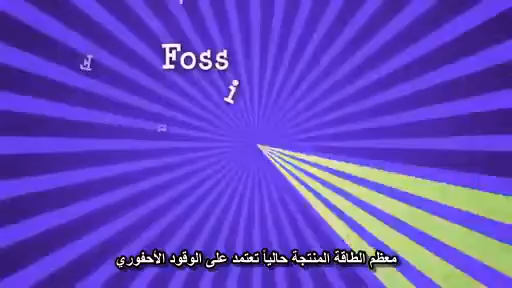 Foss
i
معظم الطاقة المنتجة حالياً تعتمد على الوقود الأحفوري